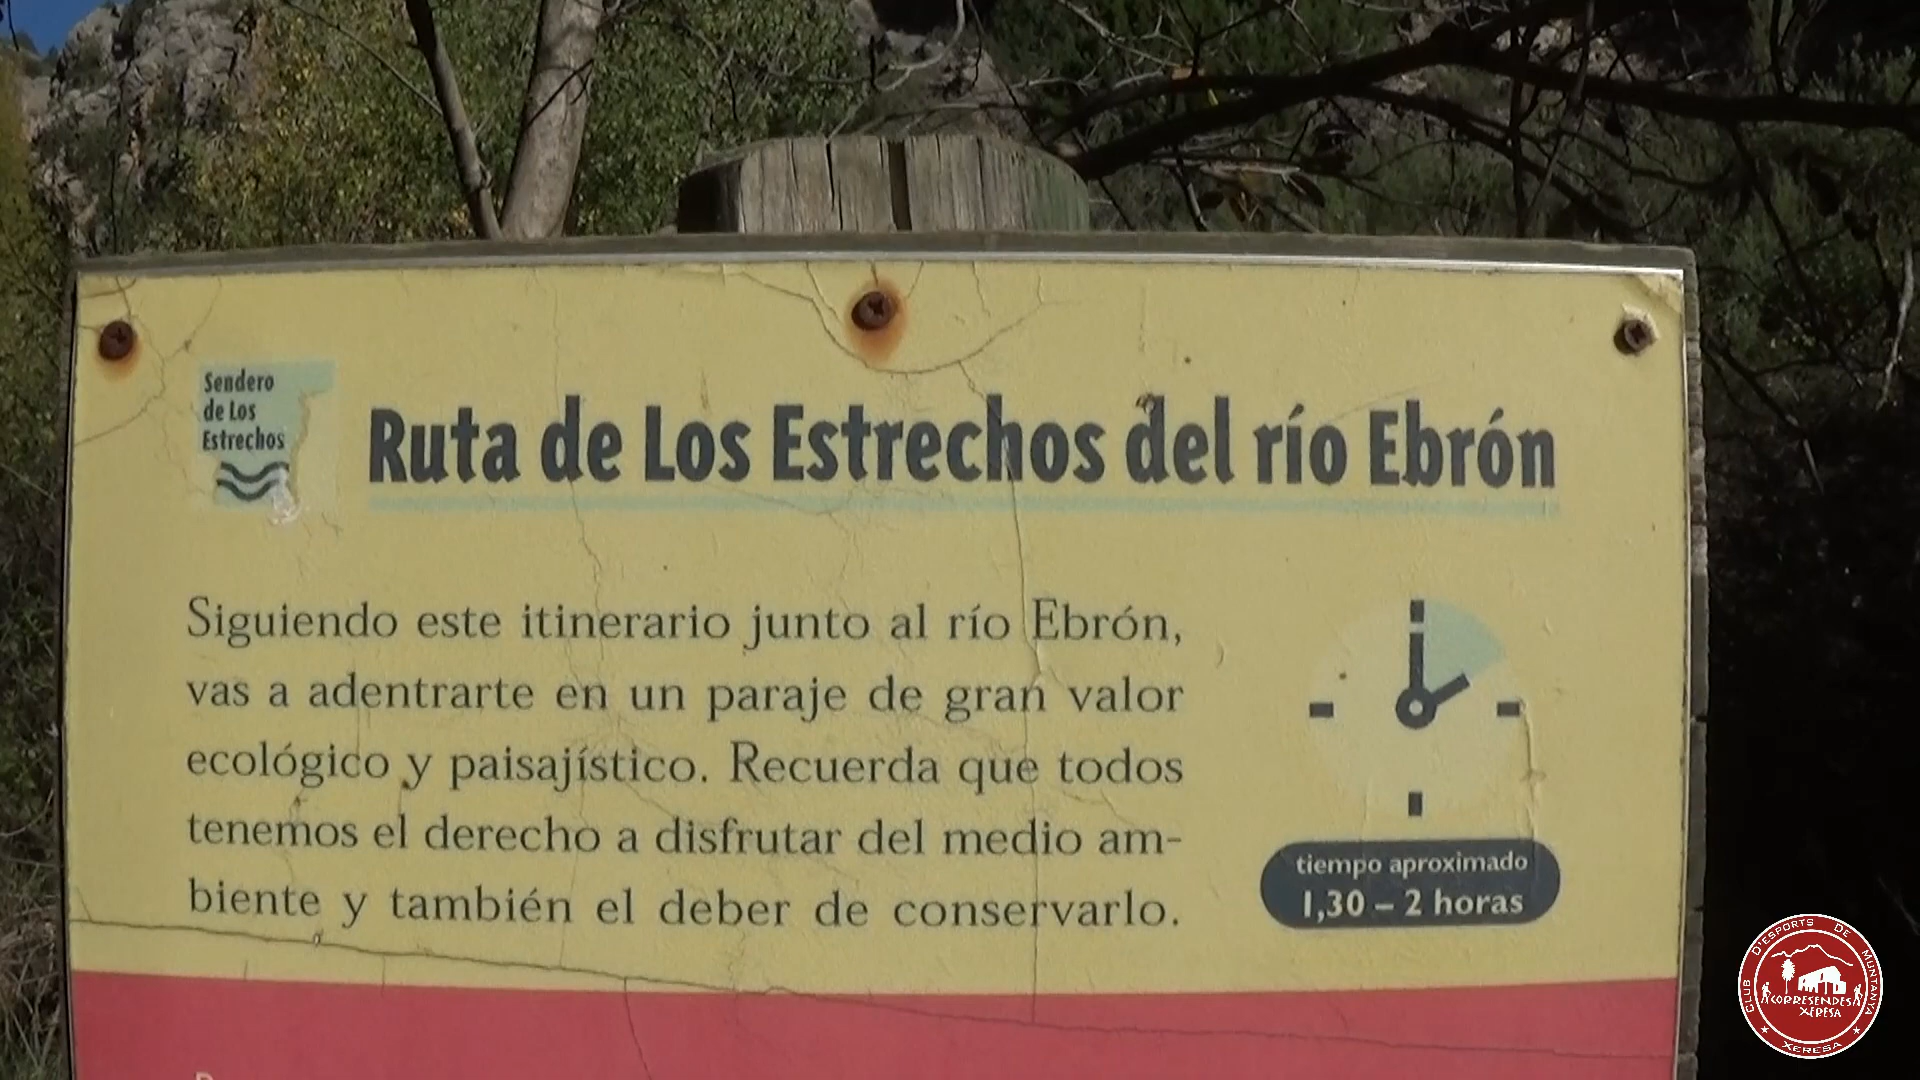 Sendero
de Los
Estrechos
Ruta de Los Estrechos del río Ebrón
Siguiendo este itinerario junto al río Ebrón,
vas a adentrarte en un paraje de gran valor
ecológico y paisajístico. Recuerda que todos
tenemos el derecho a disfrutar del medio am-
biente y también el deber de conservarlo.
tiempo aproximado
1,30 – 2 horas
CLUB D'ESPORTS DE MUNTANYA
CORRESENDES
XERESA
XERESA